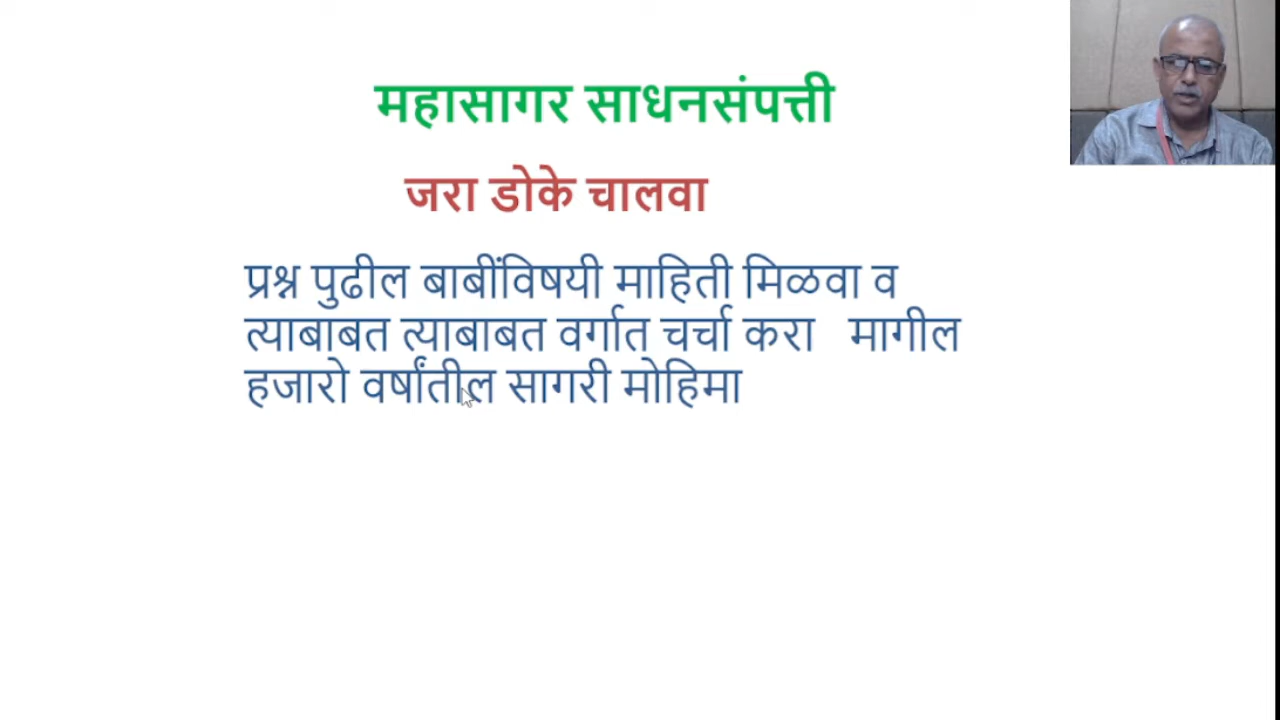 महासागर साधनसंपत्ती
जरा डोके चालवा
प्रश्न पुढील बाबींविषयी माहिती मिळवा व
त्याबाबत त्याबाबत वर्गात चर्चा करा मागील
हजारो वर्षांतील सागरी मोहिमा